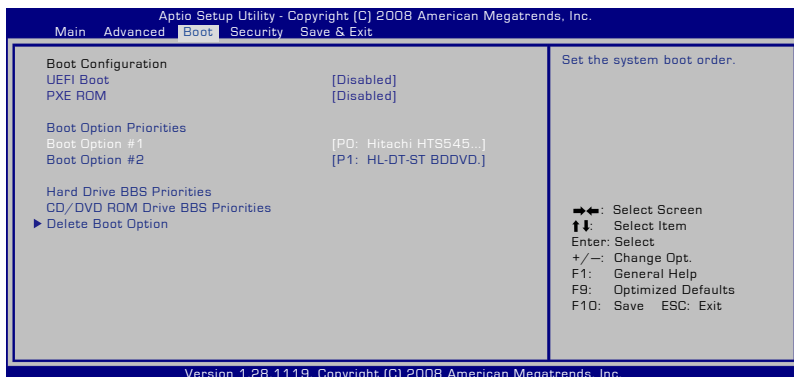 Aptio Setup Utility - Copyright (C) 2008 American Megatrends, Inc.
Main Advanced Boot Security Save & Exit
Boot Configuration
UEFI Boot [Disabled]
PXE ROM [Disabled]
Boot Option Priorities
Boot Option #1 [P0: Hitachi HTS545...]
Boot Option #2 [P1: HL-DT-ST BDDVD.]
Hard Drive BBS Priorities
CD/DVD ROM Drive BBS Priorities
Delete Boot Option
Set the system boot order.
→←: Select Screen
↑↓: Select Item
Enter: Select
+/—: Change Opt.
F1: General Help
F9: Optimized Defaults
F10: Save ESC: Exit
Version 1.28.1119. Copyright (C) 2008 American Megatrends, Inc.